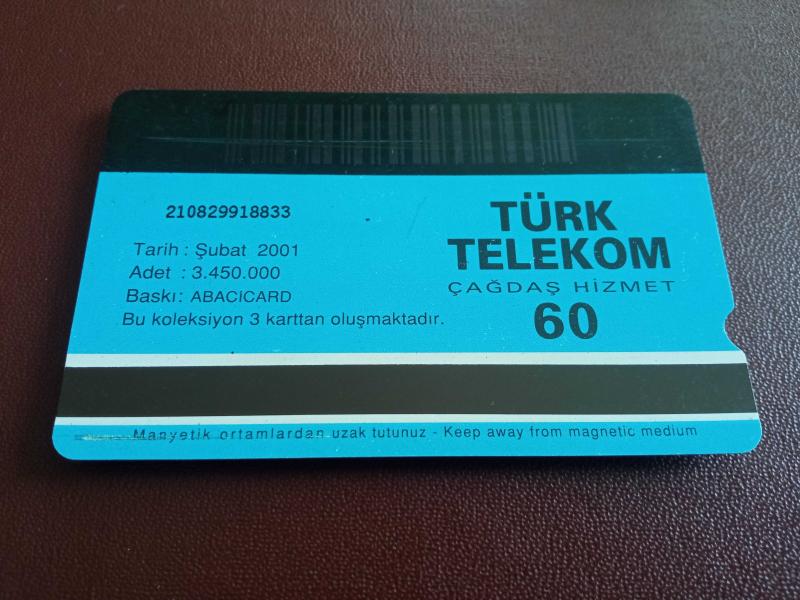 210829918833
Tarih : Şubat 2001
Adet : 3.450.000
Baskı : ABACICARD
Bu koleksiyon 3 karttan oluşmaktadır.
TÜRK
TELEKOM
ÇAĞDAŞ HİZMET
60
Manyetik ortamlardan uzak tutunuz - Keep away from magnetic medium